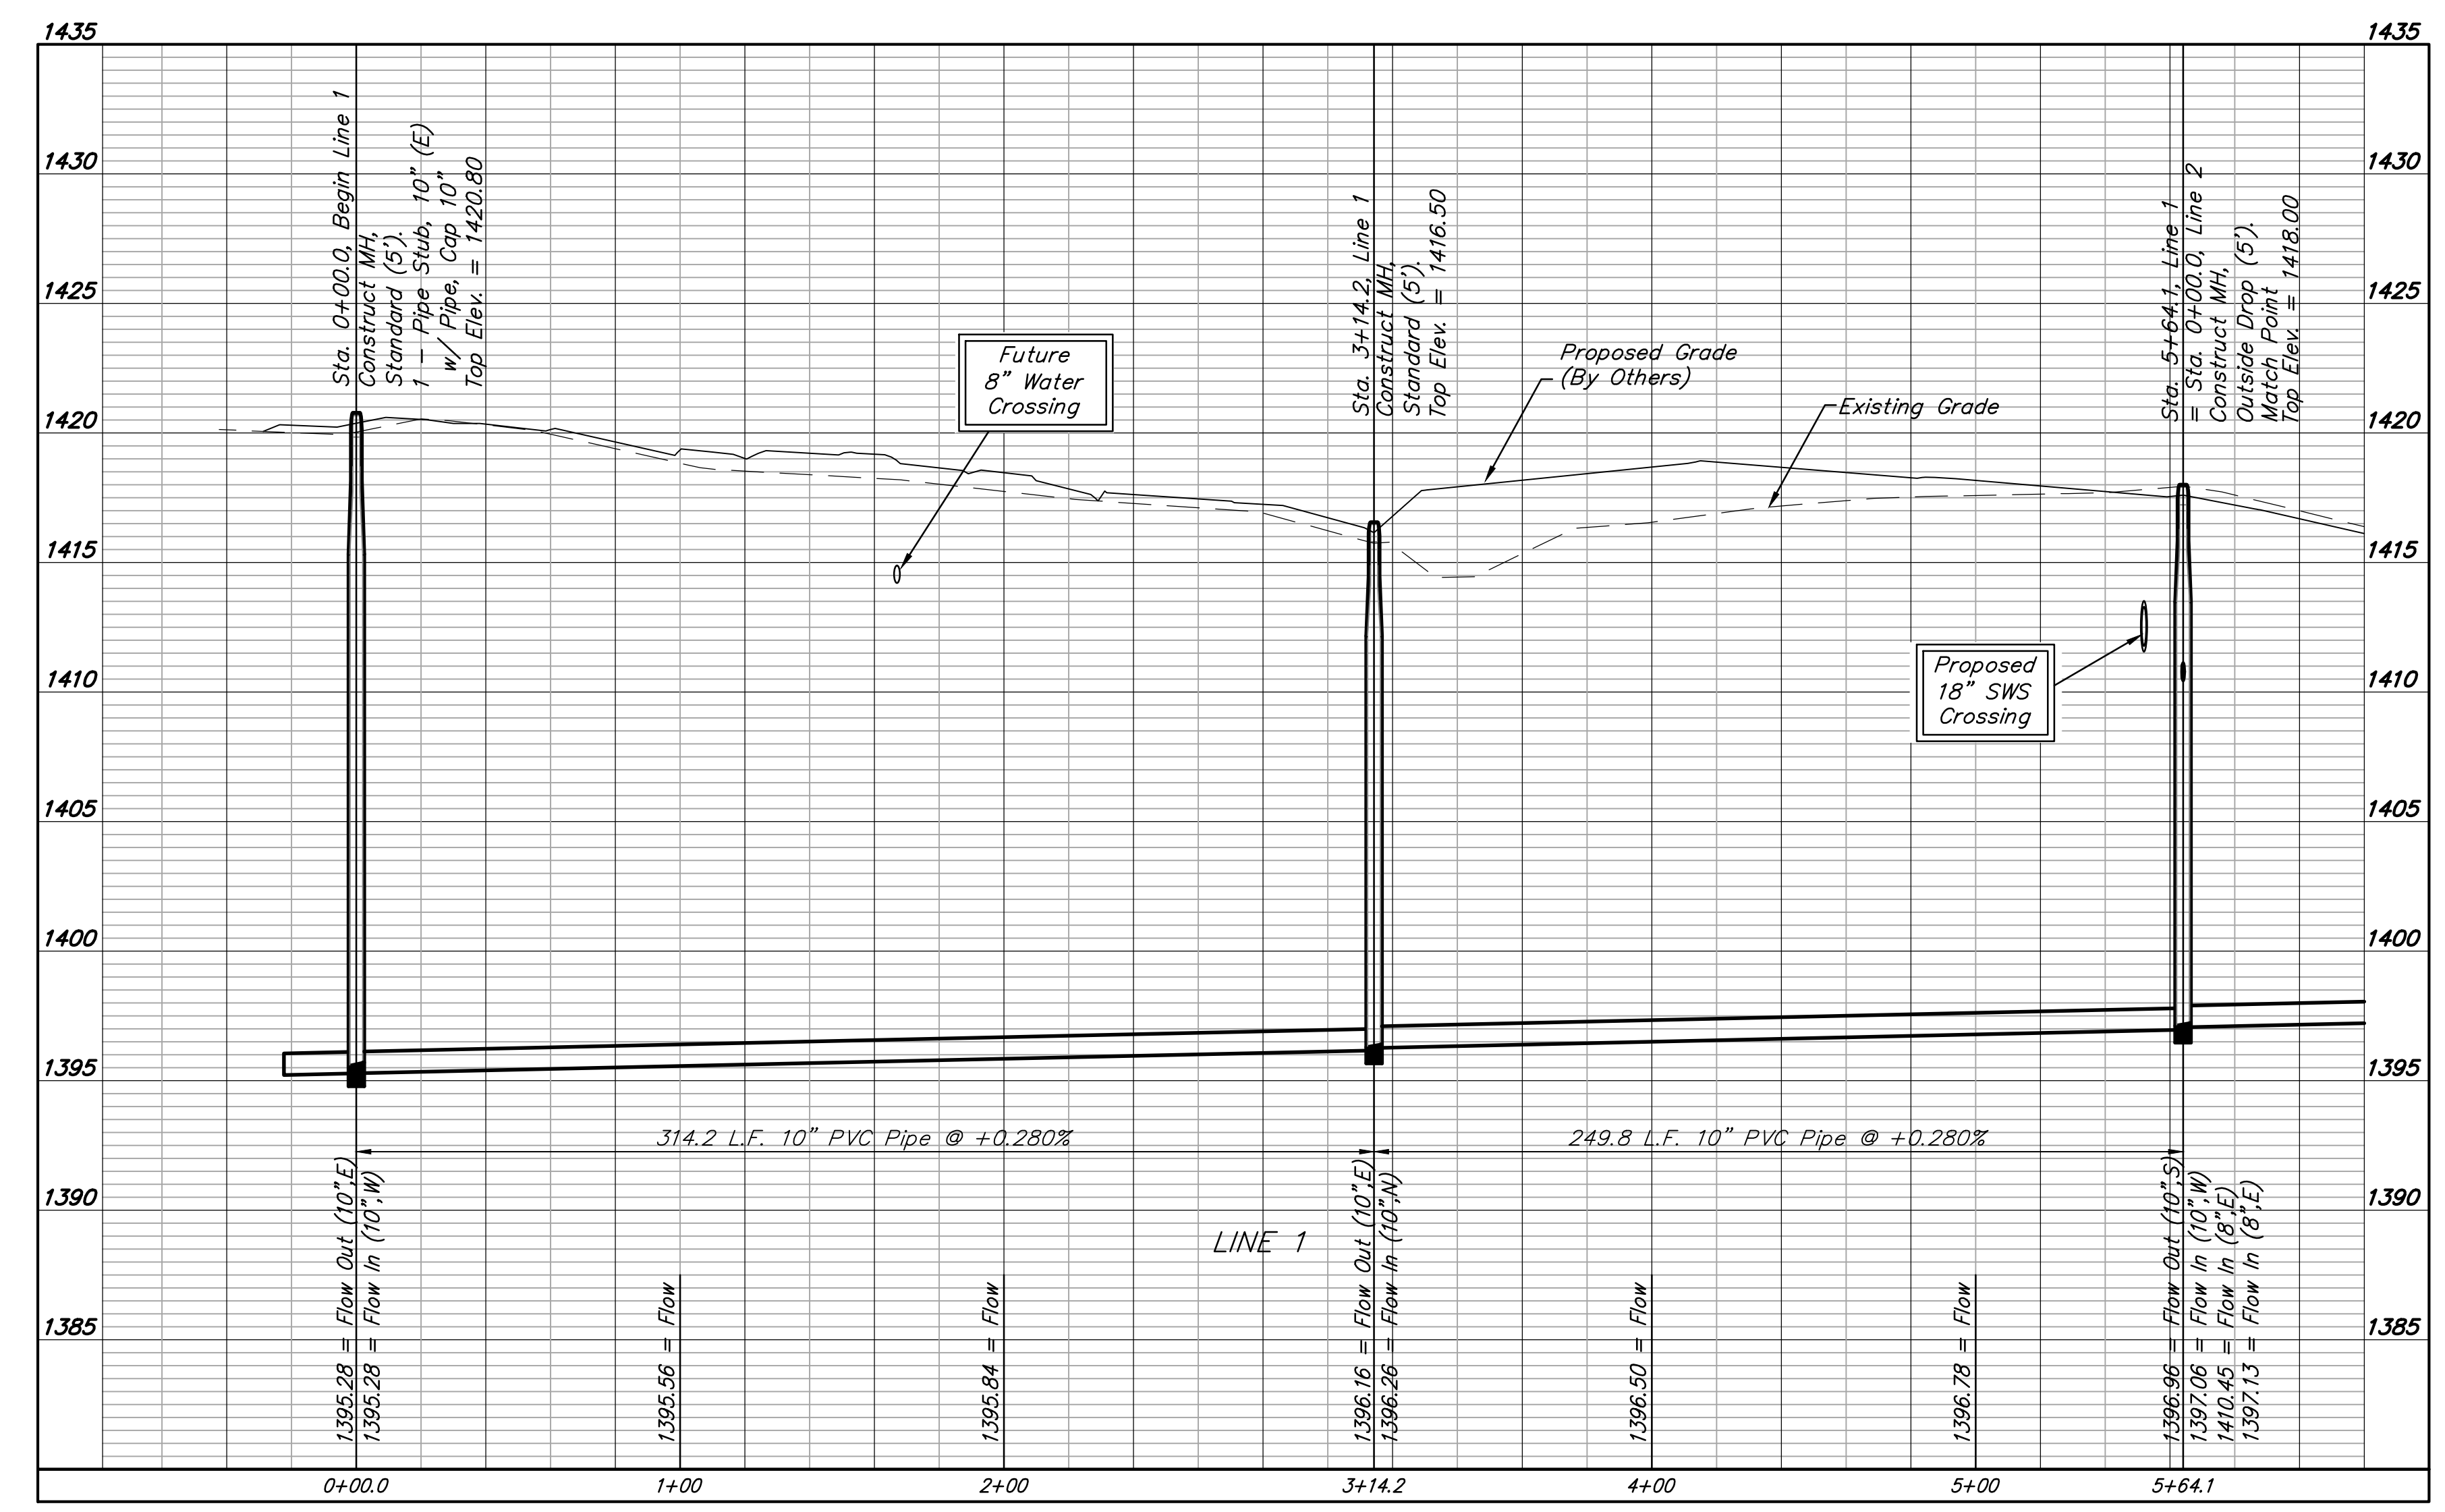 1435
1435
1430
1430
1425
1425
1420
1420
1415
1415
1410
1410
1405
1405
1400
1400
1395
1395
1390
1390
1385
1385
Sta. 0+00.0, Begin Line 1
Construct MH,
Standard (5').
1 - Pipe Stub, 10" (E)
w/ Pipe, Cap 10"
Top Elev. = 1420.80
Future
8" Water
Crossing
Sta. 3+14.2, Line 1
Construct MH,
Standard (5').
Top Elev. = 1416.50
Proposed Grade
(By Others)
Existing Grade
Sta. 5+64.1, Line 1
= Sta. 0+00.0, Line 2
Construct MH,
Outside Drop (5').
Match Point
Top Elev. = 1418.00
Proposed
18" SWS
Crossing
314.2 L.F. 10" PVC Pipe @ +0.280%
249.8 L.F. 10" PVC Pipe @ +0.280%
LINE 1
1395.28 = Flow Out (10",E)
1395.28 = Flow In (10",W)
1395.56 = Flow
1395.84 = Flow
1396.16 = Flow Out (10",E)
1396.26 = Flow In (10",N)
1396.50 = Flow
1396.78 = Flow
1396.96 = Flow Out (10",S)
1397.06 = Flow In (10",W)
1410.45 = Flow In (8",E)
1397.13 = Flow In (8",E)
0+00.0
1+00
2+00
3+14.2
4+00
5+00
5+64.1